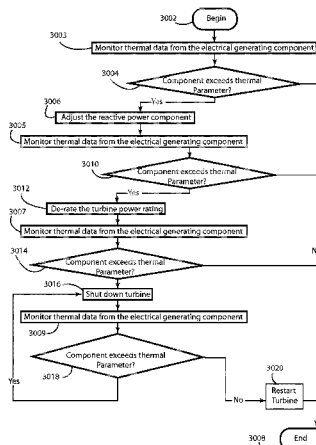 3002
Begin
3003
Monitor thermal data from the electrical generating component
3004
Component exceeds thermal
Parameter?
Yes
3006
Adjust the reactive power component
3005
Monitor thermal data from the electrical generating component
3010
Component exceeds thermal
Parameter?
Yes
3012
De-rate the turbine power rating
3007
Monitor thermal data from the electrical generating component
N
3014
Component exceeds thermal
Parameter?
3016
Shut down turbine
Monitor thermal data from the electrical generating component
3009
Component exceeds thermal
Parameter?
Yes
3018
No
3020
Restart
Turbine
3008
End